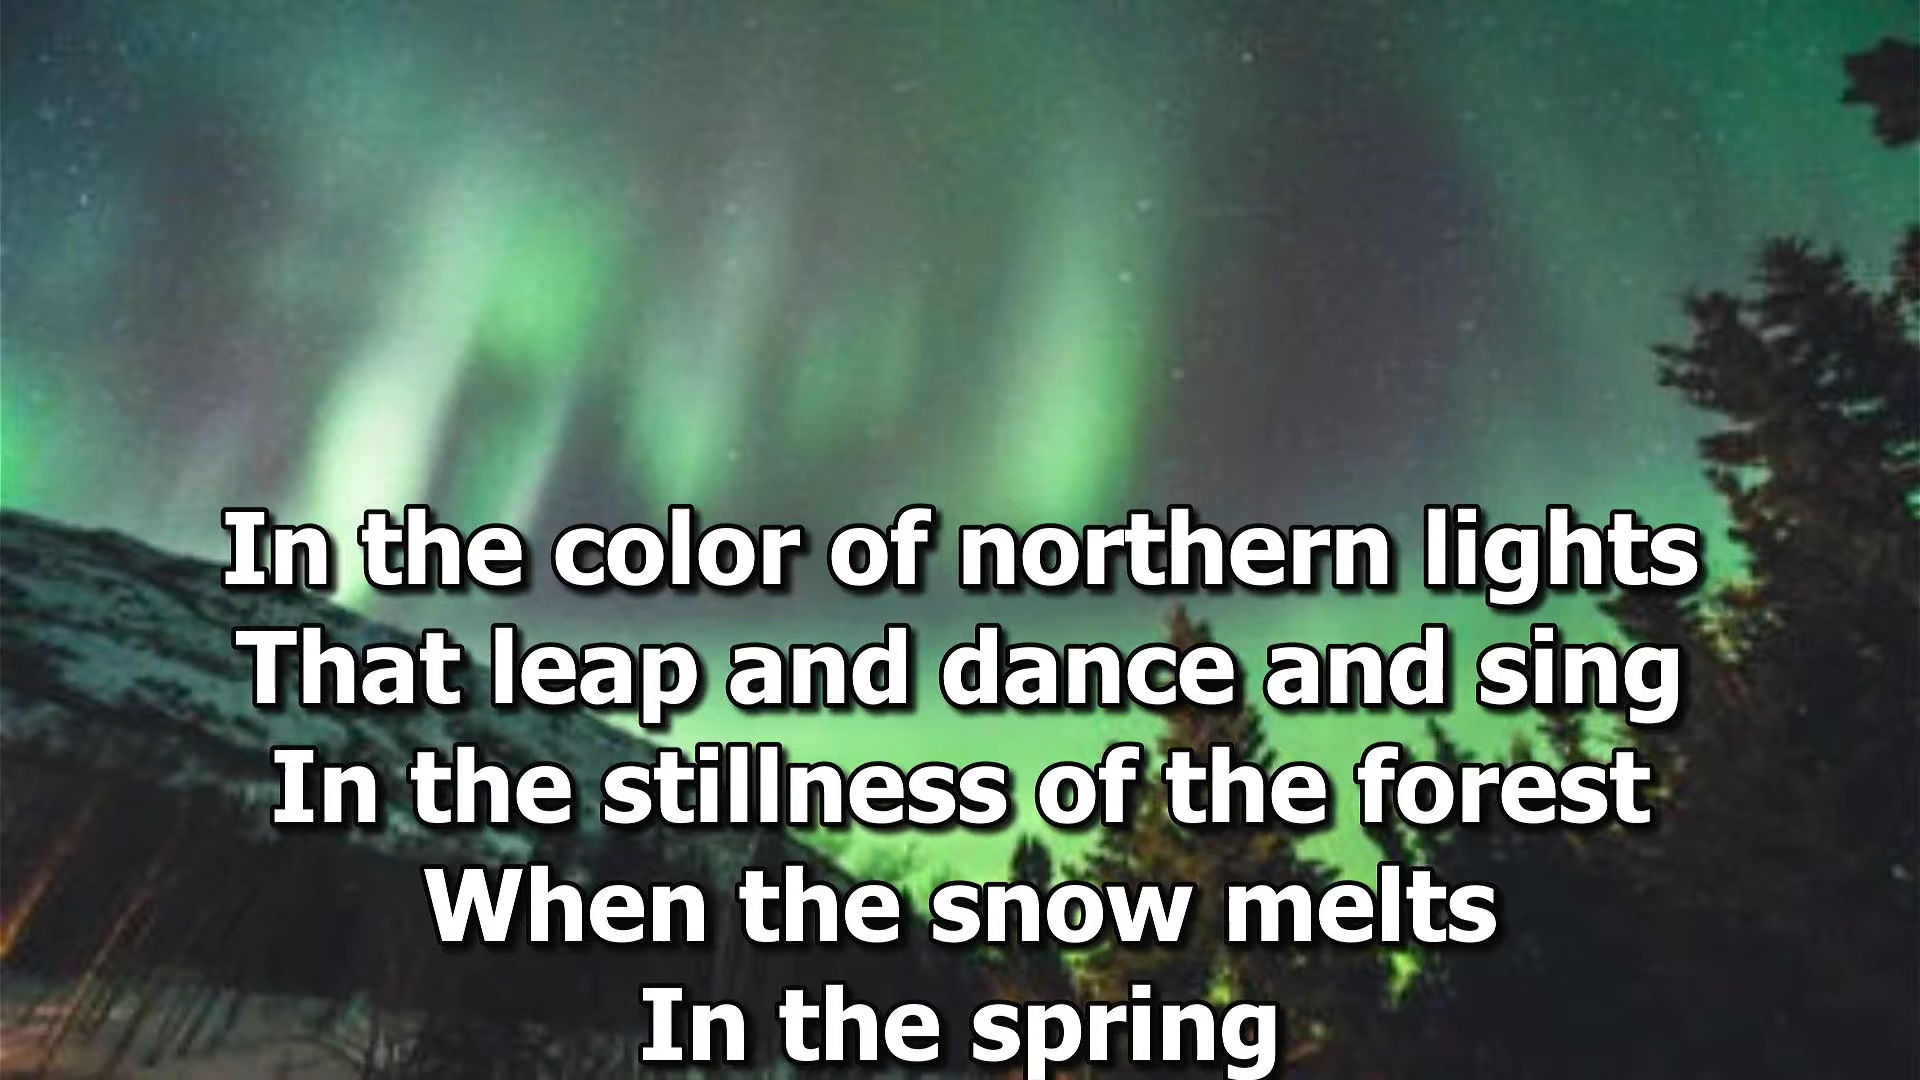 In the color of northern lights
That leap and dance and sing
In the stillness of the forest
When the snow melts
In the spring